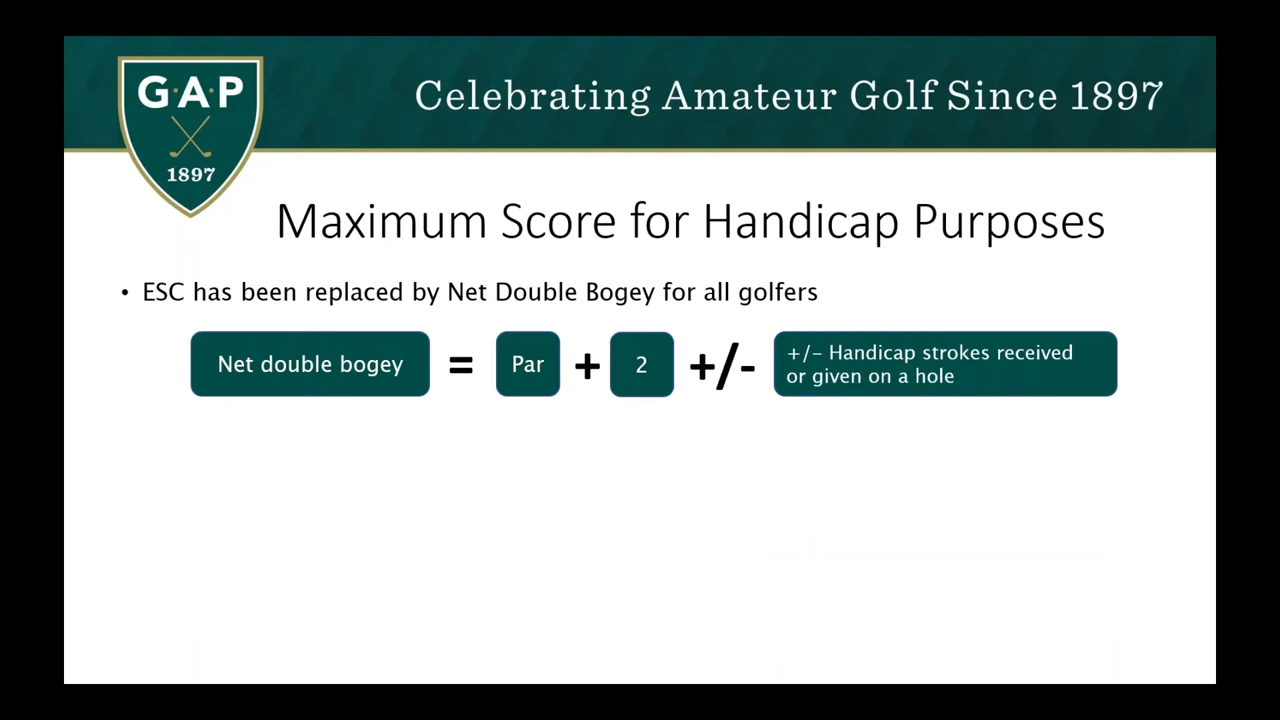 G·A·P
1897
Celebrating Amateur Golf Since 1897
Maximum Score for Handicap Purposes
• ESC has been replaced by Net Double Bogey for all golfers
Net double bogey = Par + 2 +/- +/- Handicap strokes received
or given on a hole